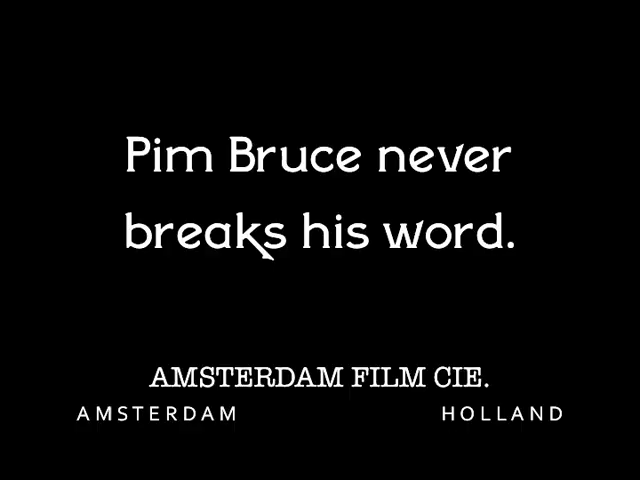 Pim Bruce never
breaks his word.
AMSTERDAM FILM CIE.
AMSTERDAM HOLLAND